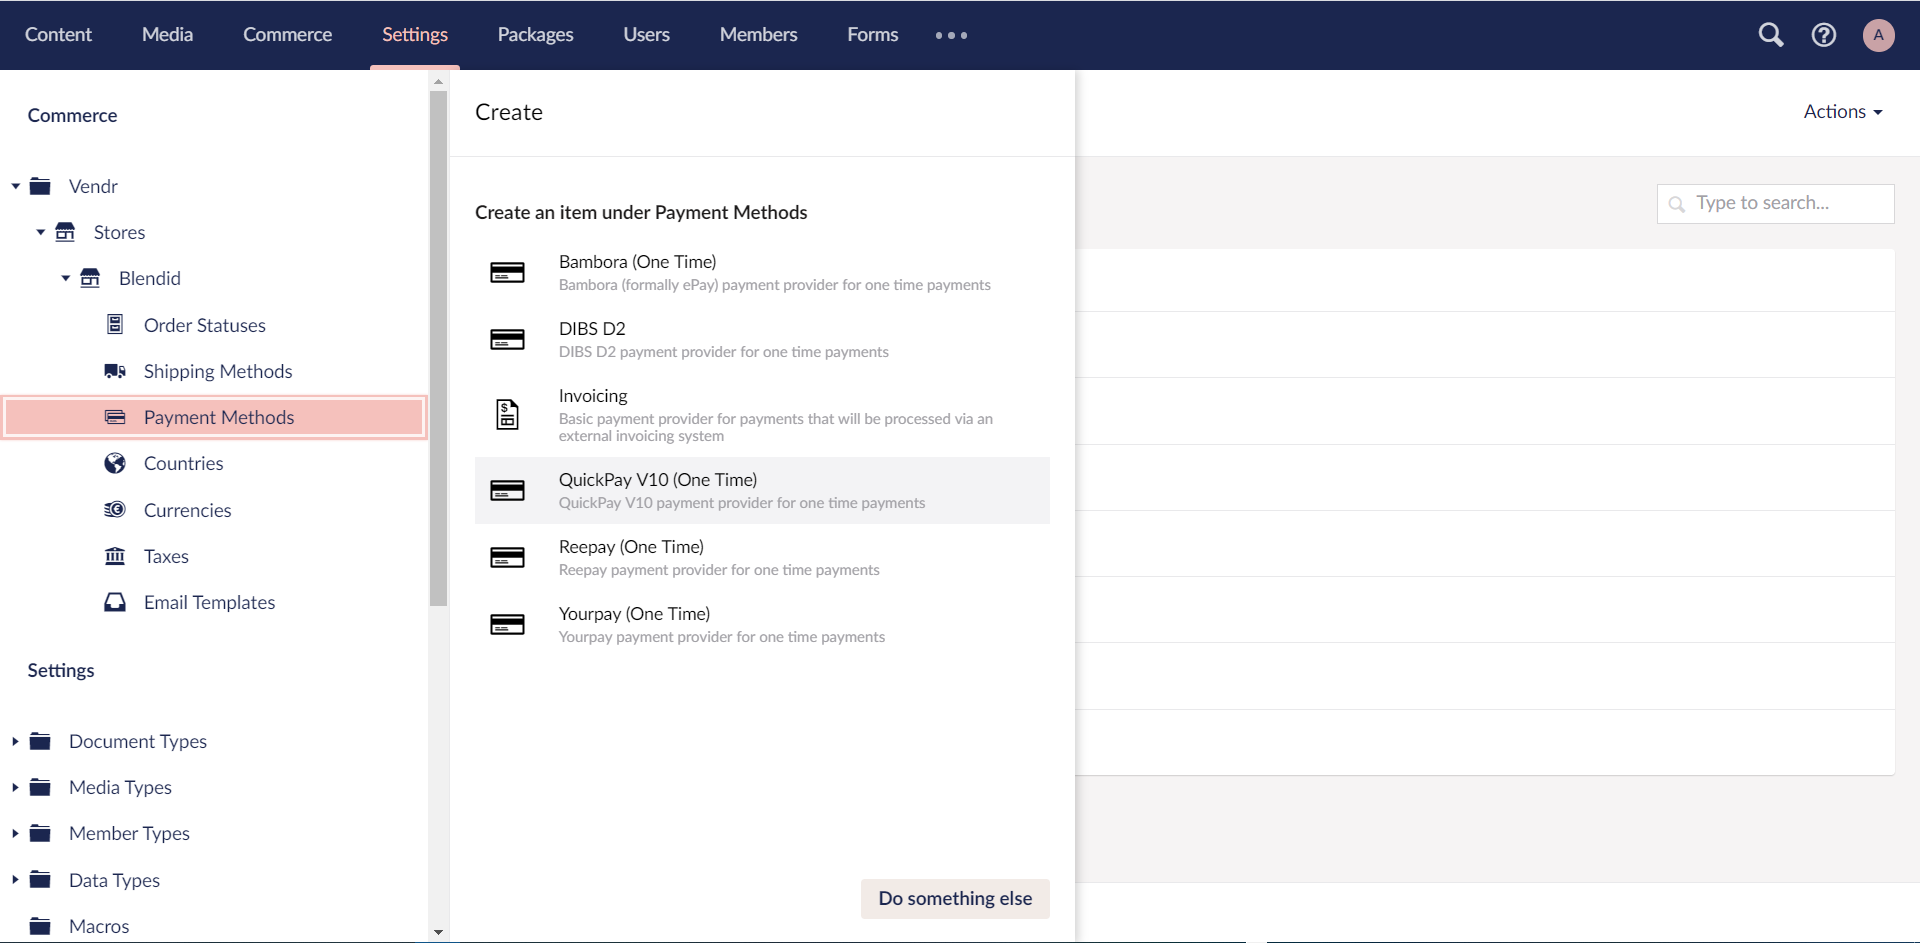 Content Media Commerce Settings Packages Users Members Forms
A
Commerce
Vendr
Stores
Blendid
Order Statuses
Shipping Methods
Payment Methods
Countries
Currencies
Taxes
Email Templates
Settings
Document Types
Media Types
Member Types
Data Types
Macros
Create
Create an item under Payment Methods
Bambora (One Time)
Bambora (formally ePay) payment provider for one time payments
DIBS D2
DIBS D2 payment provider for one time payments
Invoicing
Basic payment provider for payments that will be processed via an
external invoicing system
QuickPay V10 (One Time)
QuickPay V10 payment provider for one time payments
Reepay (One Time)
Reepay payment provider for one time payments
Yourpay (One Time)
Yourpay payment provider for one time payments
Do something else
Actions
Type to search...